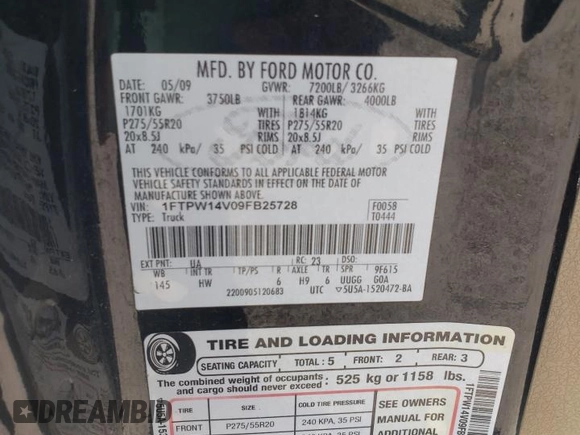 MFD. BY FORD MOTOR CO.
DATE: 05/09 GVWR: 7200LB/ 3266KG
FRONT GAWR: 3750LB REAR GAWR: 4000LB
1701KG WITH 1814KG WITH
P275/55R20 TIRES P275/55R20 TIRES
20x8.5J RIMS 20x8.5J RIMS
AT 240 kPa/ 35 PSI COLD AT 240 kPa/ 35 PSI COLD
THIS VEHICLE CONFORMS TO ALL APPLICABLE FEDERAL MOTOR
VEHICLE SAFETY STANDARDS IN EFFECT ON THE DATE OF
MANUFACTURE SHOWN ABOVE.
VIN: 1FTPW14V09FB25728 F0058
TYPE: Truck T0444
EXT PNT: UA RC: 23 DSO:
WB INT TR TP/PS R AXLE TR SPR 9F615
145 HW 6 H9 6 UUGG G0A
2200905120683 UTC ▽5U5A-1520472-BA
TIRE AND LOADING INFORMATION
SEATING CAPACITY TOTAL: 5 FRONT: 2 REAR: 3
The combined weight of occupants and cargo should never exceed: 525 kg or 1158 lbs.
TIRE SIZE COLD TIRE PRESSURE SEE OWNERS
FRONT P275/55R20 240 KPA, 35 PSI MANUAL FOR
ADDITIONAL